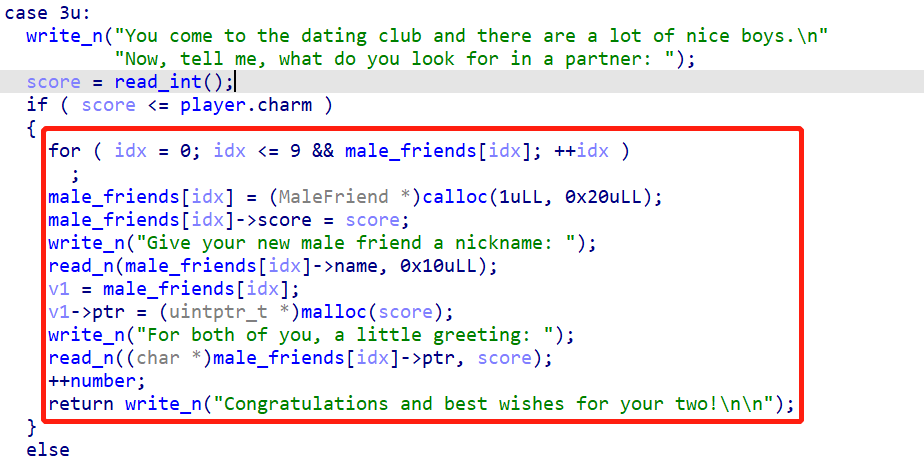 case 3u:
write_n("You come to the dating club and there are a lot of nice boys.\n"
"Now, tell me, what do you look for in a partner: ");
score = read_int();
if ( score <= player.charm )
{
for ( idx = 0; idx <= 9 && male_friends[idx]; ++idx )
;
male_friends[idx] = (MaleFriend *)calloc(1uLL, 0x20uLL);
male_friends[idx]->score = score;
write_n("Give your new male friend a nickname: ");
read_n(male_friends[idx]->name, 0x10uLL);
v1 = male_friends[idx];
v1->ptr = (uintptr_t *)malloc(score);
write_n("For both of you, a little greeting: ");
read_n((char *)male_friends[idx]->ptr, score);
++number;
return write_n("Congratulations and best wishes for your two!\n\n");
}
else